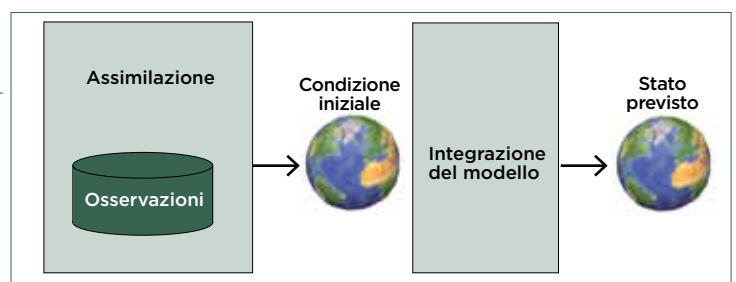 Assimilazione
Osservazioni
Condizione
iniziale
Integrazione
del modello
Stato
previsto